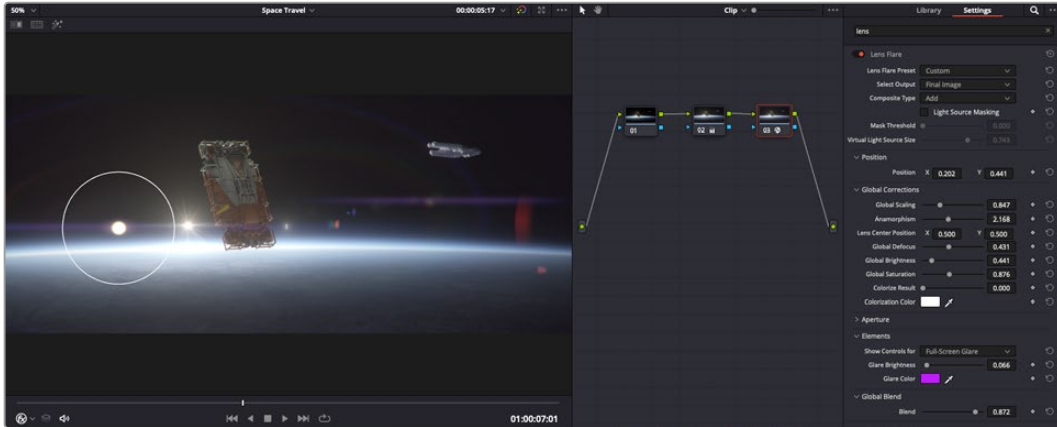 50%
Space Travel
00:00:05:17
Clip
Library
Settings
lens
Lens Flare
Lens Flare Preset Custom
Select Output Final Image
Composite Type Add
Light Source Masking
Mask Threshold 0.000
Virtual Light Source Size 0.743
Position
Position X 0.202 Y 0.441
Global Corrections
Global Scaling 0.847
Anamorphism 2.168
Lens Center Position X 0.500 Y 0.500
Global Defocus 0.431
Global Brightness 0.441
Global Saturation 0.876
Colorize Result 0.000
Colorization Color
Aperture
Elements
Show Controls for Full-Screen Glare
Glare Brightness 0.066
Glare Color
Global Blend
Blend 0.872
01
02
03
01:00:07:01